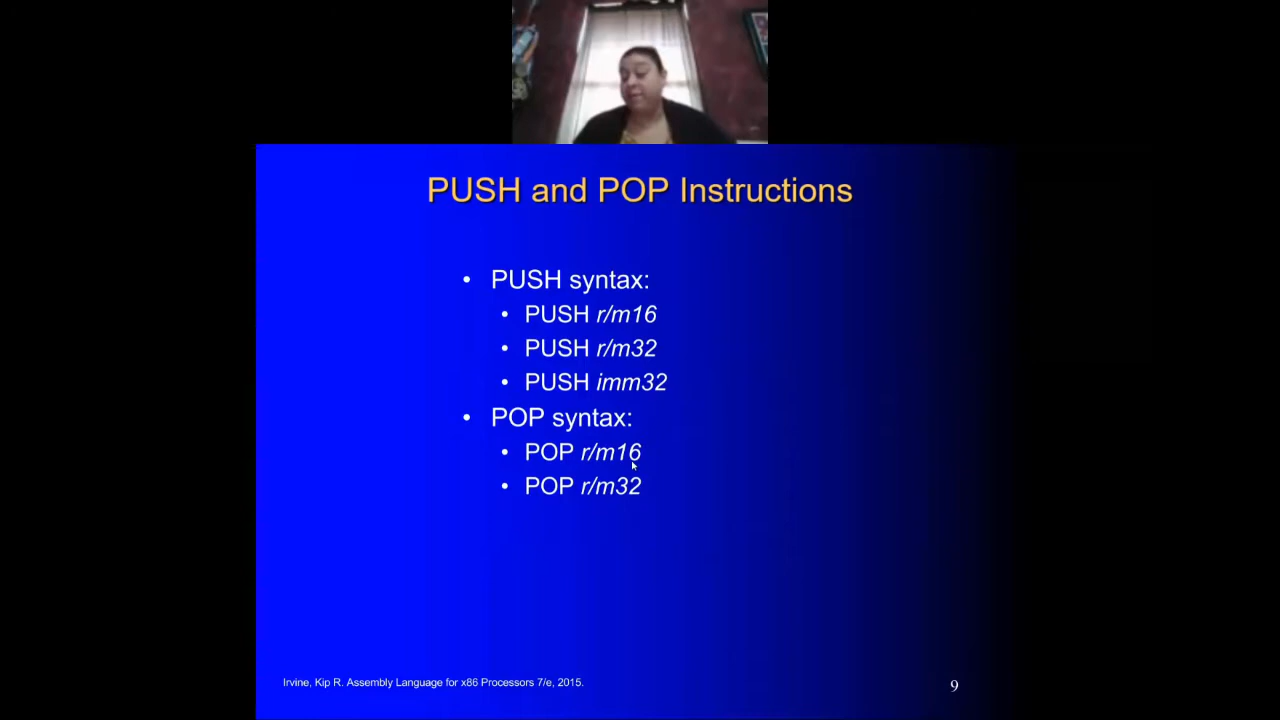 PUSH and POP Instructions
• PUSH syntax:
• PUSH r/m16
• PUSH r/m32
• PUSH imm32
• POP syntax:
• POP r/m16
• POP r/m32
Irvine, Kip R. Assembly Language for x86 Processors 7/e, 2015.
9